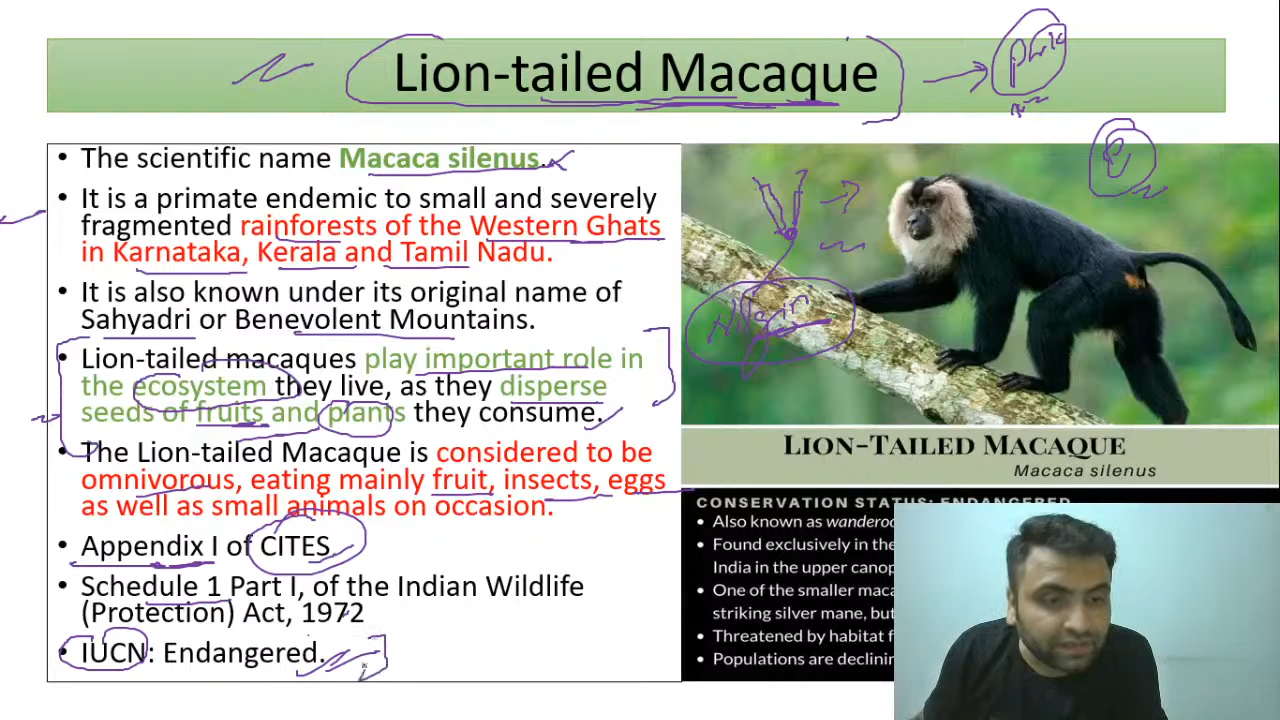 Lion-tailed Macaque
• The scientific name Macaca silenus.
• It is a primate endemic to small and severely
fragmented rainforests of the Western Ghats
in Karnataka, Kerala and Tamil Nadu.
• It is also known under its original name of
Sahyadri or Benevolent Mountains.
• Lion-tailed macaques play important role in
the ecosystem they live, as they disperse
seeds of fruits and plants they consume.
• The Lion-tailed Macaque is considered to be
omnivorous, eating mainly fruit, insects, eggs
as well as small animals on occasion.
• Appendix I of CITES
• Schedule 1 Part I, of the Indian Wildlife
(Protection) Act, 1972
• IUCN: Endangered.
LION-TAILED MACAQUE
Macaca silenus
CONSERVATION STATUS: ENDANGERED
• Also known as
• Found exclusively in the
India in the upper
• One of the smaller
striking silver mane, but
• Threatened by habitat
• Populations are